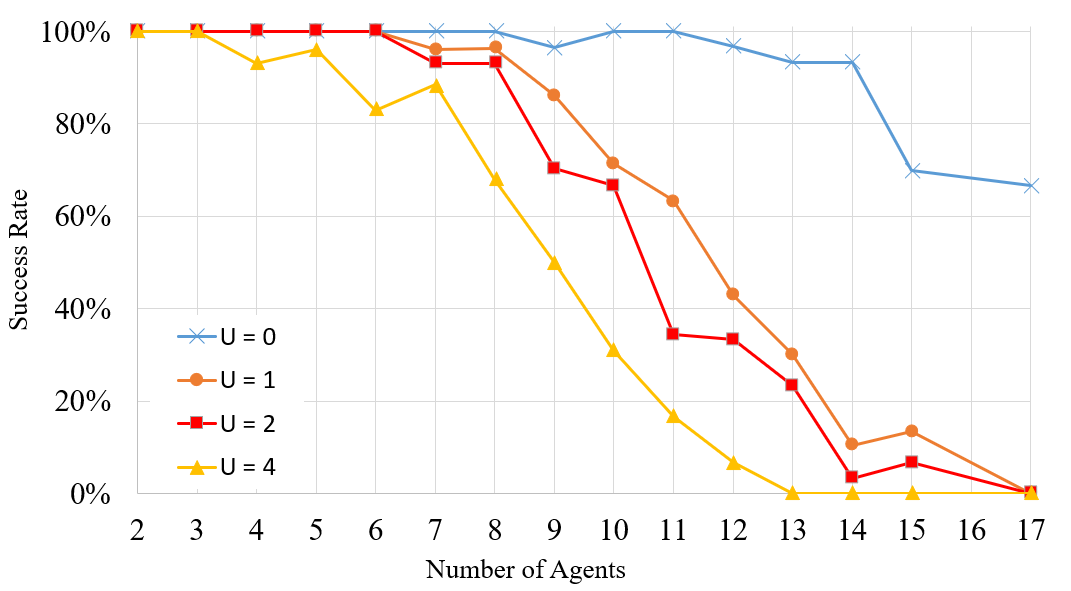 100%
80%
60%
40%
20%
0%
Success Rate
U = 0
U = 1
U = 2
U = 4
2 3 4 5 6 7 8 9 10 11 12 13 14 15 16 17
Number of Agents